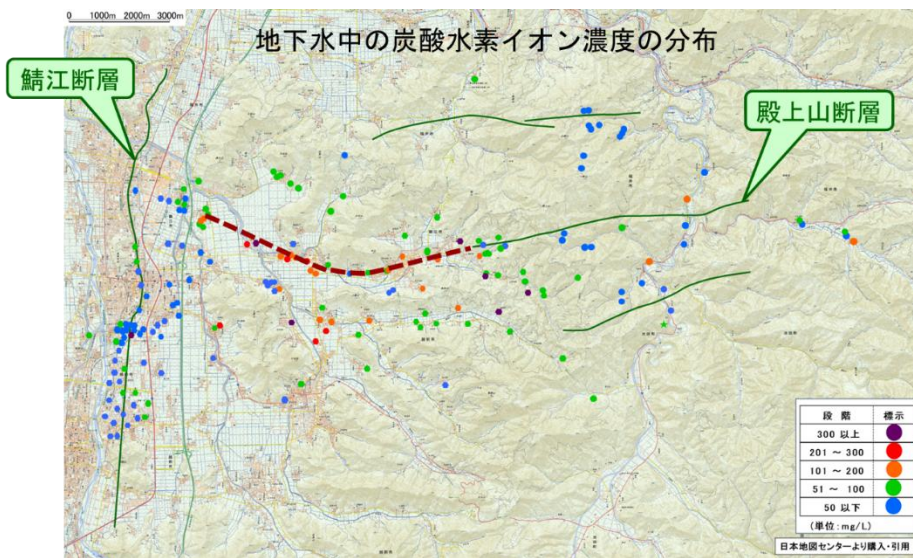 0 1000m 2000m 3000m
地下水中の炭酸水素イオン濃度の分布
鯖江断層
殿上山断層
段 階 標示
300 以上
201 ～ 300
101 ～ 200
51 ～ 100
50 以下
(単位:mg/L)
日本地図センターより購入・引用